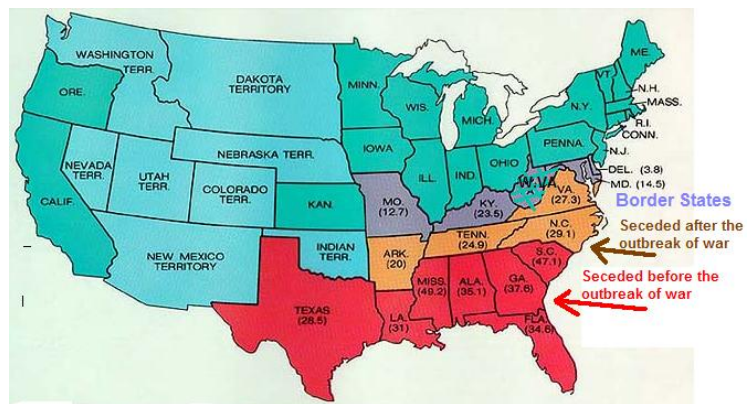 WASHINGTON
TERR.
ORE.
CALIF.
NEVADA
TERR.
UTAH
TERR.
DAKOTA
TERRITORY
NEBRASKA TERR.
COLORADO
TERR.
KAN.
NEW MEXICO
TERRITORY
INDIAN
TERR.
TEXAS
(28.5)
MINN.
IOWA
MO.
(12.7)
ARK.
(20)
LA.
(31)
WIS.
ILL
MICH.
IND.
OHIO
KY.
(23.5)
TENN.
(24.9)
MISS.
(49.2)
ALA.
(35.1)
GA.
(37.6)
FLA.
(34.6)
S.C.
(47.1)
N.C.
(29.1)
VA.
(27.3)
W.VA
PENNA.
N.Y.
VT.
ME.
N.H.
MASS.
R.I.
CONN.
N.J.
DEL. (3.8)
MD. (14.5)
Border States
Seceded after the
outbreak of war
Seceded before the
outbreak of war